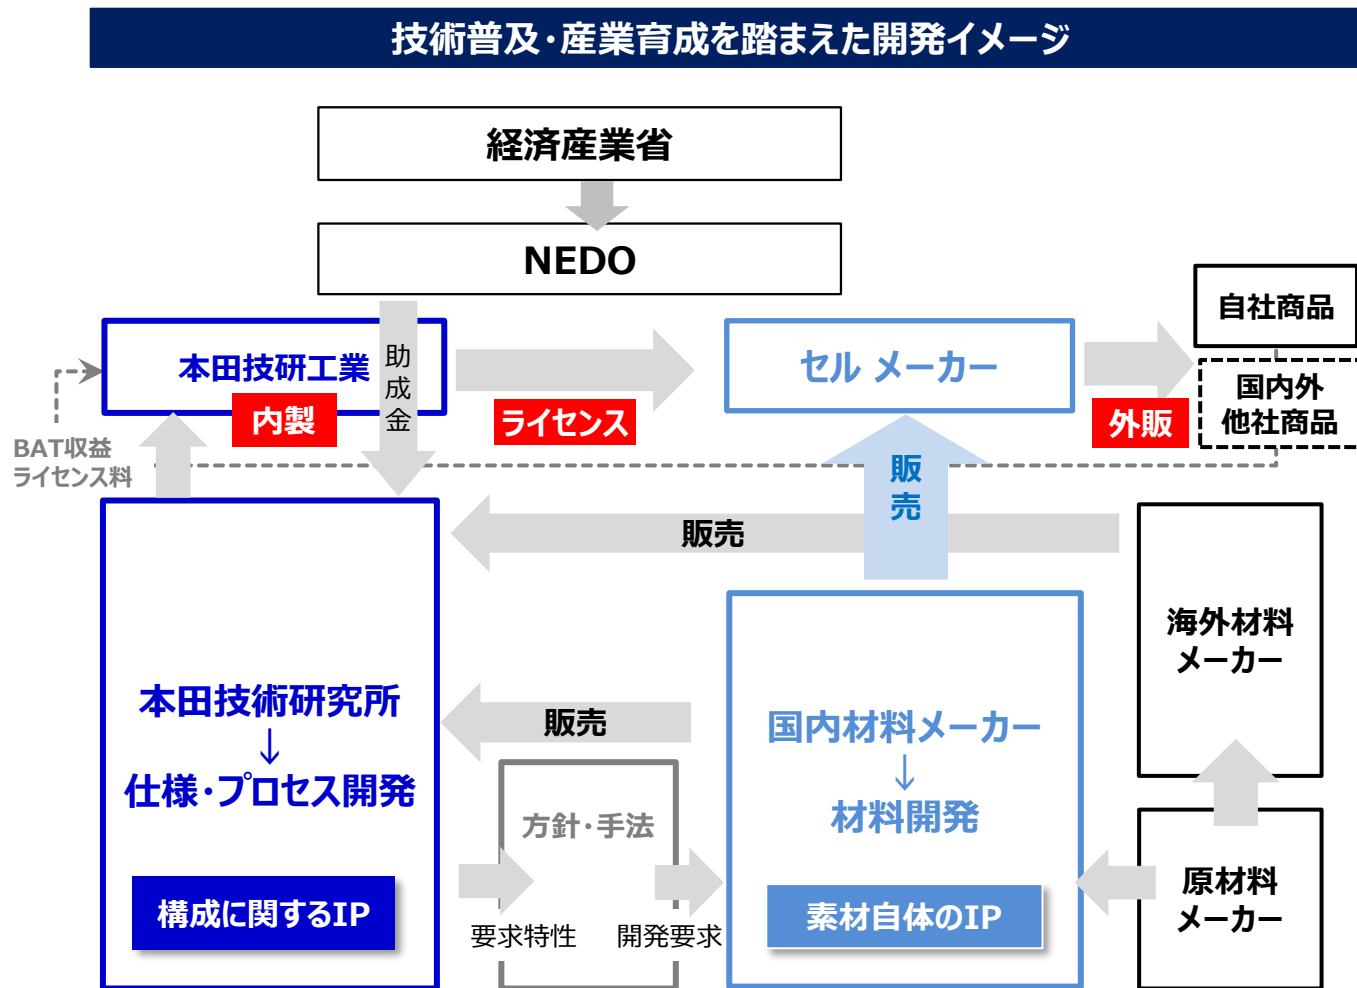 技術普及・産業育成を踏まえた開発イメージ
経済産業省
NEDO
自社商品
国内外
他社商品
本田技研工業
内製
助
成
金
ライセンス
セル メーカー
外販
BAT収益
ライセンス料
販
売
販売
海外材料
メーカー
本田技術研究所
↓
仕様・プロセス開発
構成に関するIP
販売
方針・手法
要求特性
開発要求
国内材料メーカー
↓
材料開発
素材自体のIP
原材料
メーカー